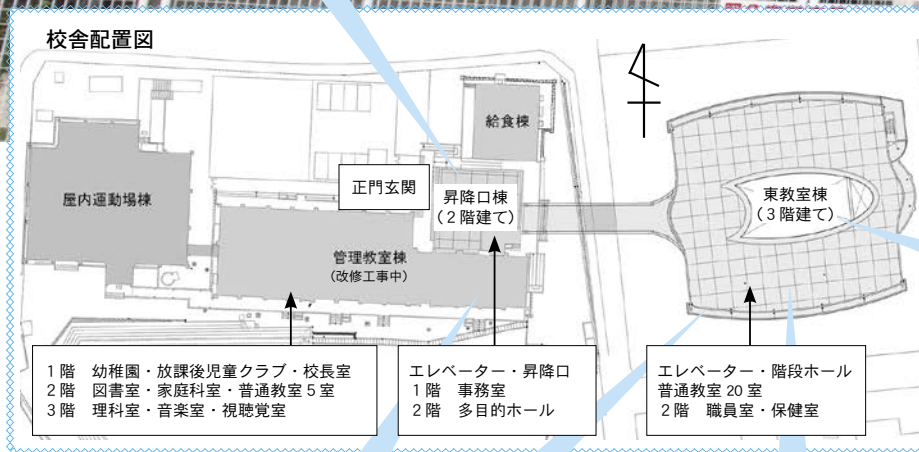 校舎配置図
給食棟
正門玄関
昇降口棟
（２階建て）
東教室棟
（３階建て）
屋内運動場棟
管理教室棟
（改修工事中）
１階　幼稚園・放課後児童クラブ・校長室
２階　図書室・家庭科室・普通教室５室
３階　理科室・音楽室・視聴覚室
エレベーター・昇降口
１階　事務室
２階　多目的ホール
エレベーター・階段ホール
普通教室 20 室
２階　職員室・保健室